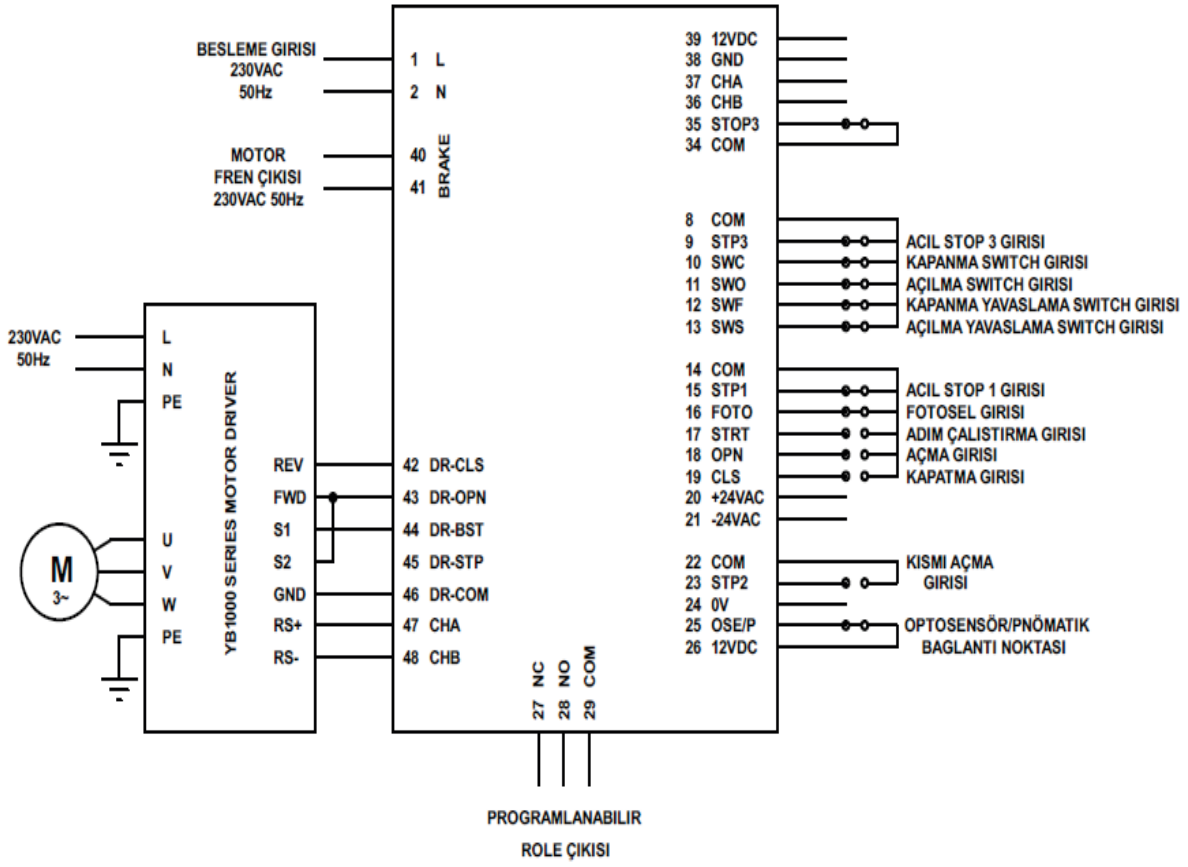 BESLEME GIRISI
230VAC
50Hz
1 L
2 N
MOTOR
FREN ÇIKISI
230VAC 50Hz
40
41
BRAKE
39 12VDC
38 GND
37 CHA
36 CHB
35 STOP3
34 COM
8 COM
9 STP3 ACIL STOP 3 GIRISI
10 SWC KAPANMA SWITCH GIRISI
11 SWO AÇILMA SWITCH GIRISI
12 SWF KAPANMA YAVASLAMA SWITCH GIRISI
13 SWS AÇILMA YAVASLAMA SWITCH GIRISI
14 COM
15 STP1 ACIL STOP 1 GIRISI
16 FOTO FOTOSEL GIRISI
17 STRT ADIM ÇALISTIRMA GIRISI
18 OPN AÇMA GIRISI
19 CLS KAPATMA GIRISI
20 +24VAC
21 -24VAC
22 COM KISMI AÇMA
23 STP2 GIRISI
24 0V
25 OSE/P OPTOSENSÖR/PNÖMATIK
26 12VDC BAGLANTI NOKTASI
230VAC
50Hz
L
N
PE
YB1000 SERIES MOTOR DRIVER
M
3~
U
V
W
PE
REV 42 DR-CLS
FWD 43 DR-OPN
S1 44 DR-BST
S2 45 DR-STP
GND 46 DR-COM
RS+ 47 CHA
RS- 48 CHB
27 NC
28 NO
29 COM
PROGRAMLANABILIR
ROLE ÇIKISI